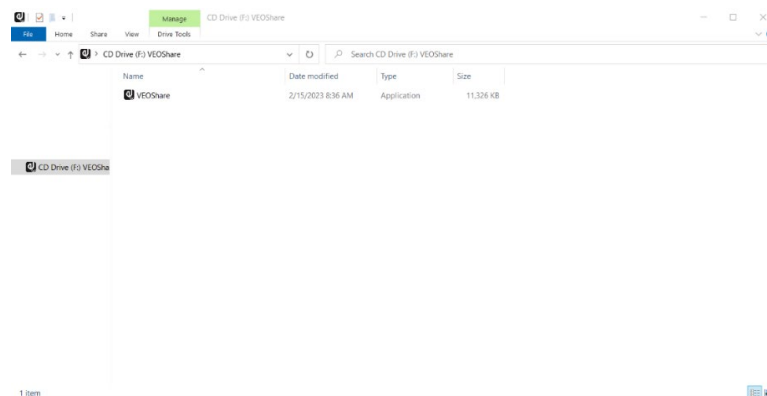 Manage CD Drive (F:) VEOShare
File Home Share View Drive Tools
CD Drive (F:) VEOShare Search CD Drive (F:) VEOShare
Name Date modified Type Size
VEOShare 2/15/2023 8:36 AM Application 11,326 KB
CD Drive (F:) VEOSha
1 item